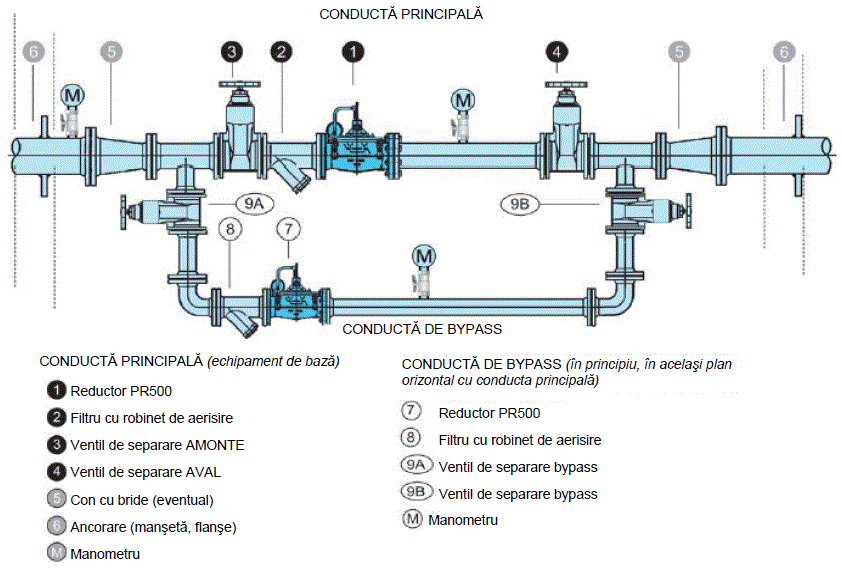 CONDUCTĂ PRINCIPALĂ
6 5 3 2 1 4 5 6
M M
9A 9B
8 7 M
CONDUCTĂ DE BYPASS
CONDUCTĂ PRINCIPALĂ (echipament de bază)
1 Reductor PR500
2 Filtru cu robinet de aerisire
3 Ventil de separare AMONTE
4 Ventil de separare AVAL
5 Con cu bride (eventual)
6 Ancorare (manşetă, flanşe)
M Manometru
CONDUCTĂ DE BYPASS (în principiu, în acelaşi plan
orizontal cu conducta principală)
7 Reductor PR500
8 Filtru cu robinet de aerisire
9A Ventil de separare bypass
9B Ventil de separare bypass
M Manometru